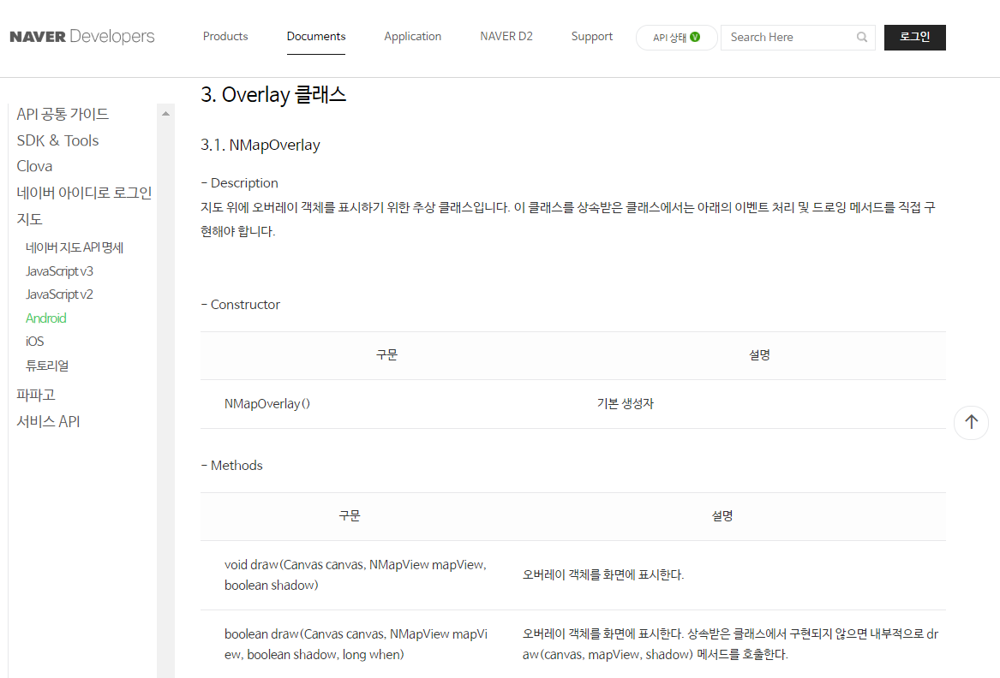 NAVER Developers
Products
Documents
Application
NAVER D2
Support
API 상태 V
Search Here
로그인
API 공통 가이드
SDK & Tools
Clova
네이버 아이디로 로그인
지도
네이버 지도 API 명세
JavaScript v3
JavaScript v2
Android
iOS
튜토리얼
파파고
서비스 API
3. Overlay 클래스
3.1. NMapOverlay
- Description
지도 위에 오버레이 객체를 표시하기 위한 추상 클래스입니다. 이 클래스를 상속받은 클래스에서는 아래의 이벤트 처리 및 드로잉 메서드를 직접 구
현해야 합니다.
- Constructor
구문
설명
NMapOverlay()
기본 생성자
- Methods
구문
설명
void draw(Canvas canvas, NMapView mapView,
boolean shadow)
오버레이 객체를 화면에 표시한다.
boolean draw(Canvas canvas, NMapView mapVi
ew, boolean shadow, long when)
오버레이 객체를 화면에 표시한다. 상속받은 클래스에서 구현되지 않으면 내부적으로 dr
aw(canvas, mapView, shadow) 메서드를 호출한다.